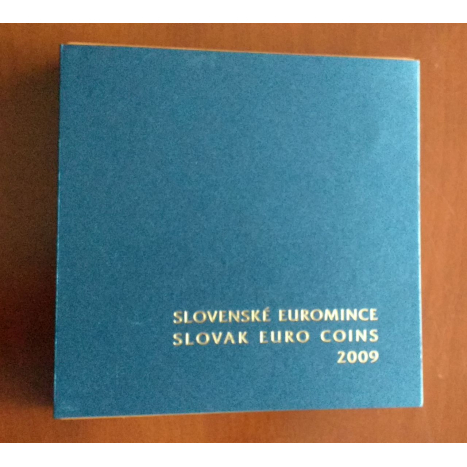 SLOVENSKÉ EUROMINCE
SLOVAK EURO COINS
2009